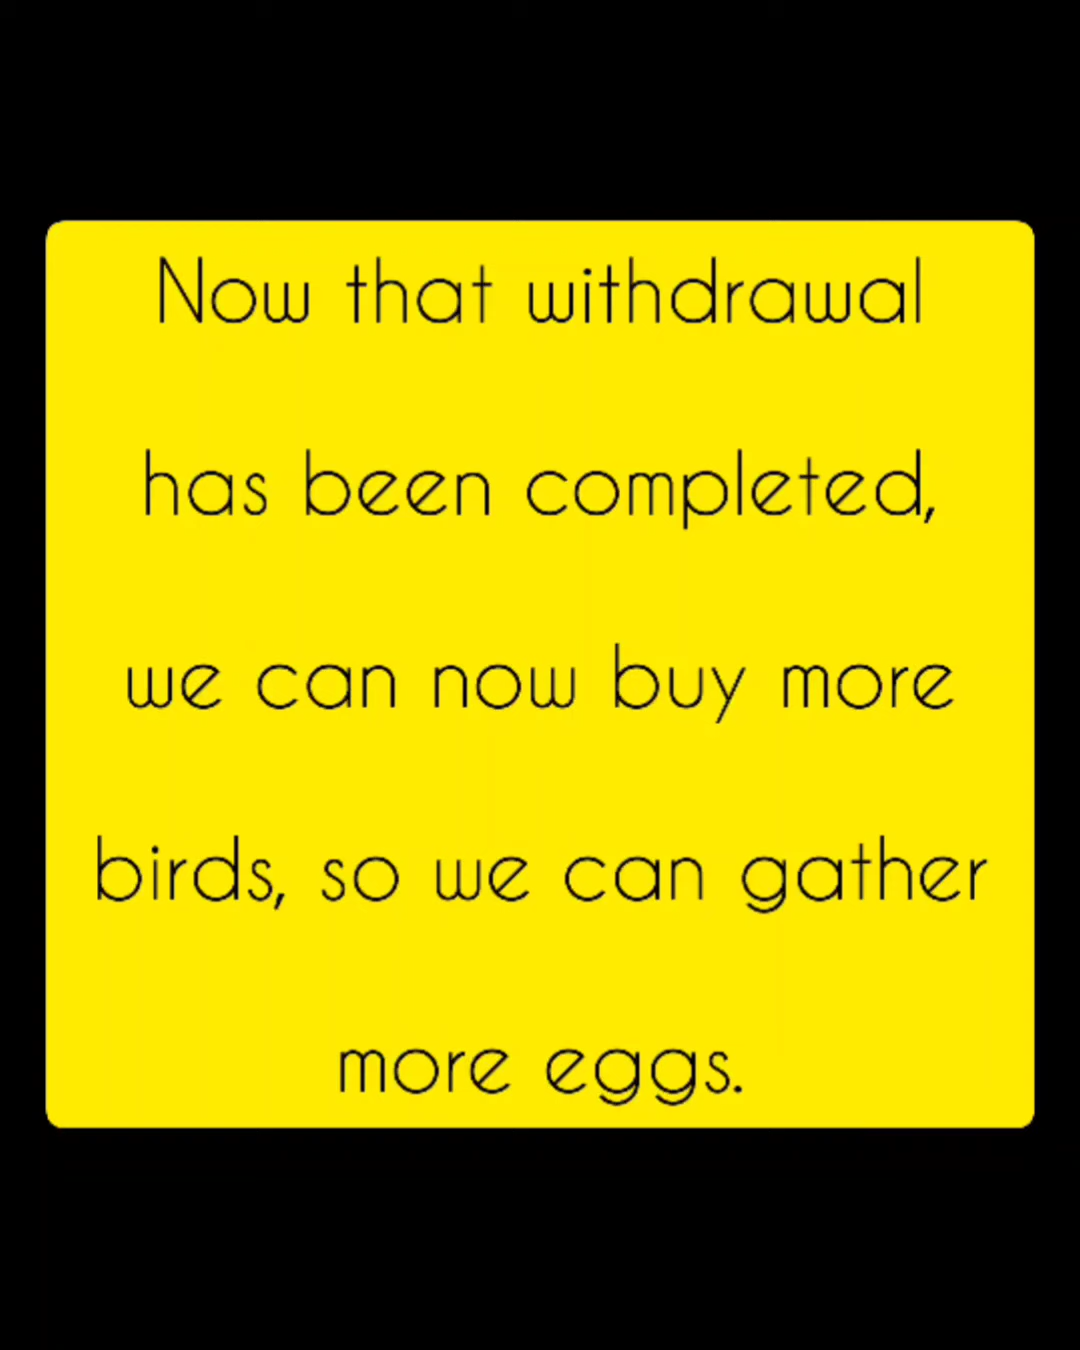 Now that withdrawal
has been completed,
we can now buy more
birds, so we can gather
more eggs.